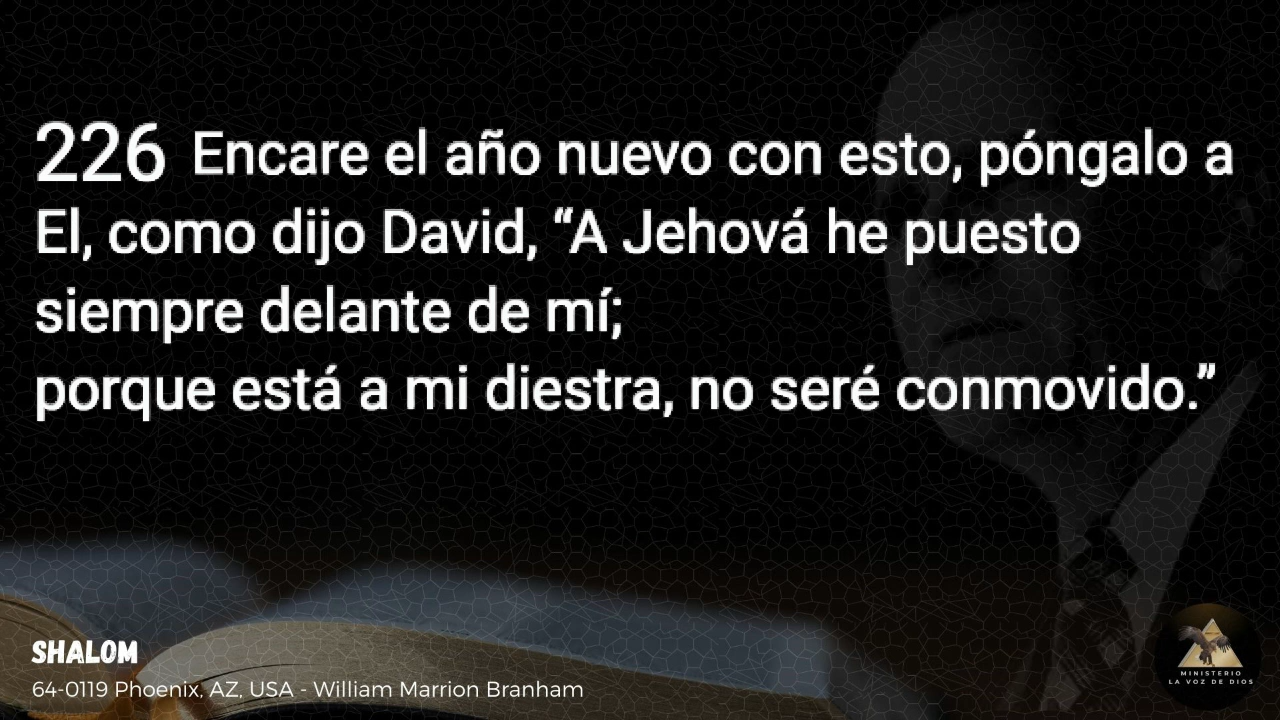 226 Encare el año nuevo con esto, póngalo a
El, como dijo David, “A Jehová he puesto
siempre delante de mí;
porque está a mi diestra, no seré conmovido.”
SHALOM
64-0119 Phoenix, AZ, USA - William Marrion Branham
MINISTERIO
LA VOZ DE DIOS